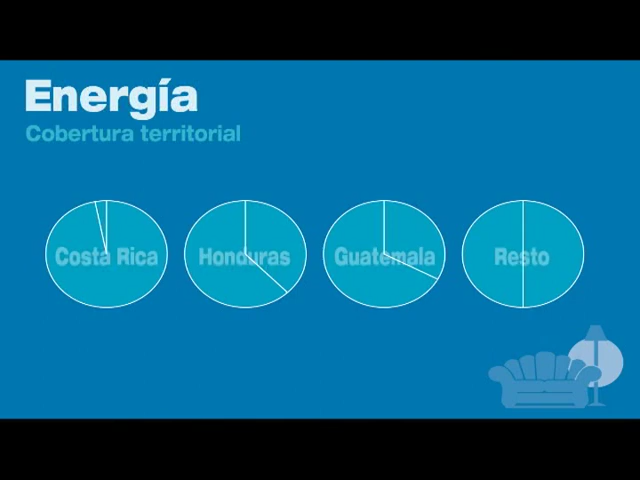 Energía
Cobertura territorial
Costa Rica
Honduras
Guatemala
Resto